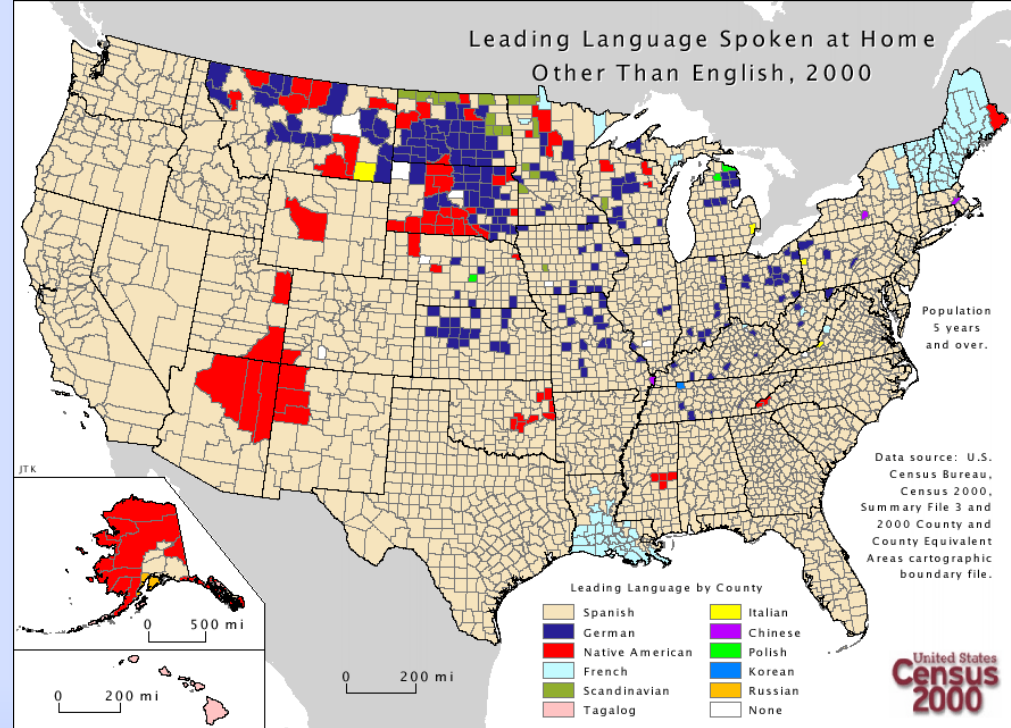 Leading Language Spoken at Home
Other Than English, 2000
Population
5 years
and over.
Data source: U.S.
Census Bureau,
Census 2000,
Summary File 3 and
2000 County and
County Equivalent
Areas cartographic
boundary file.
JTK
0 500 mi
0 200 mi
0 200 mi
Leading Language by County
Spanish
German
Native American
French
Scandinavian
Tagalog
Italian
Chinese
Polish
Korean
Russian
None
United States
Census
2000